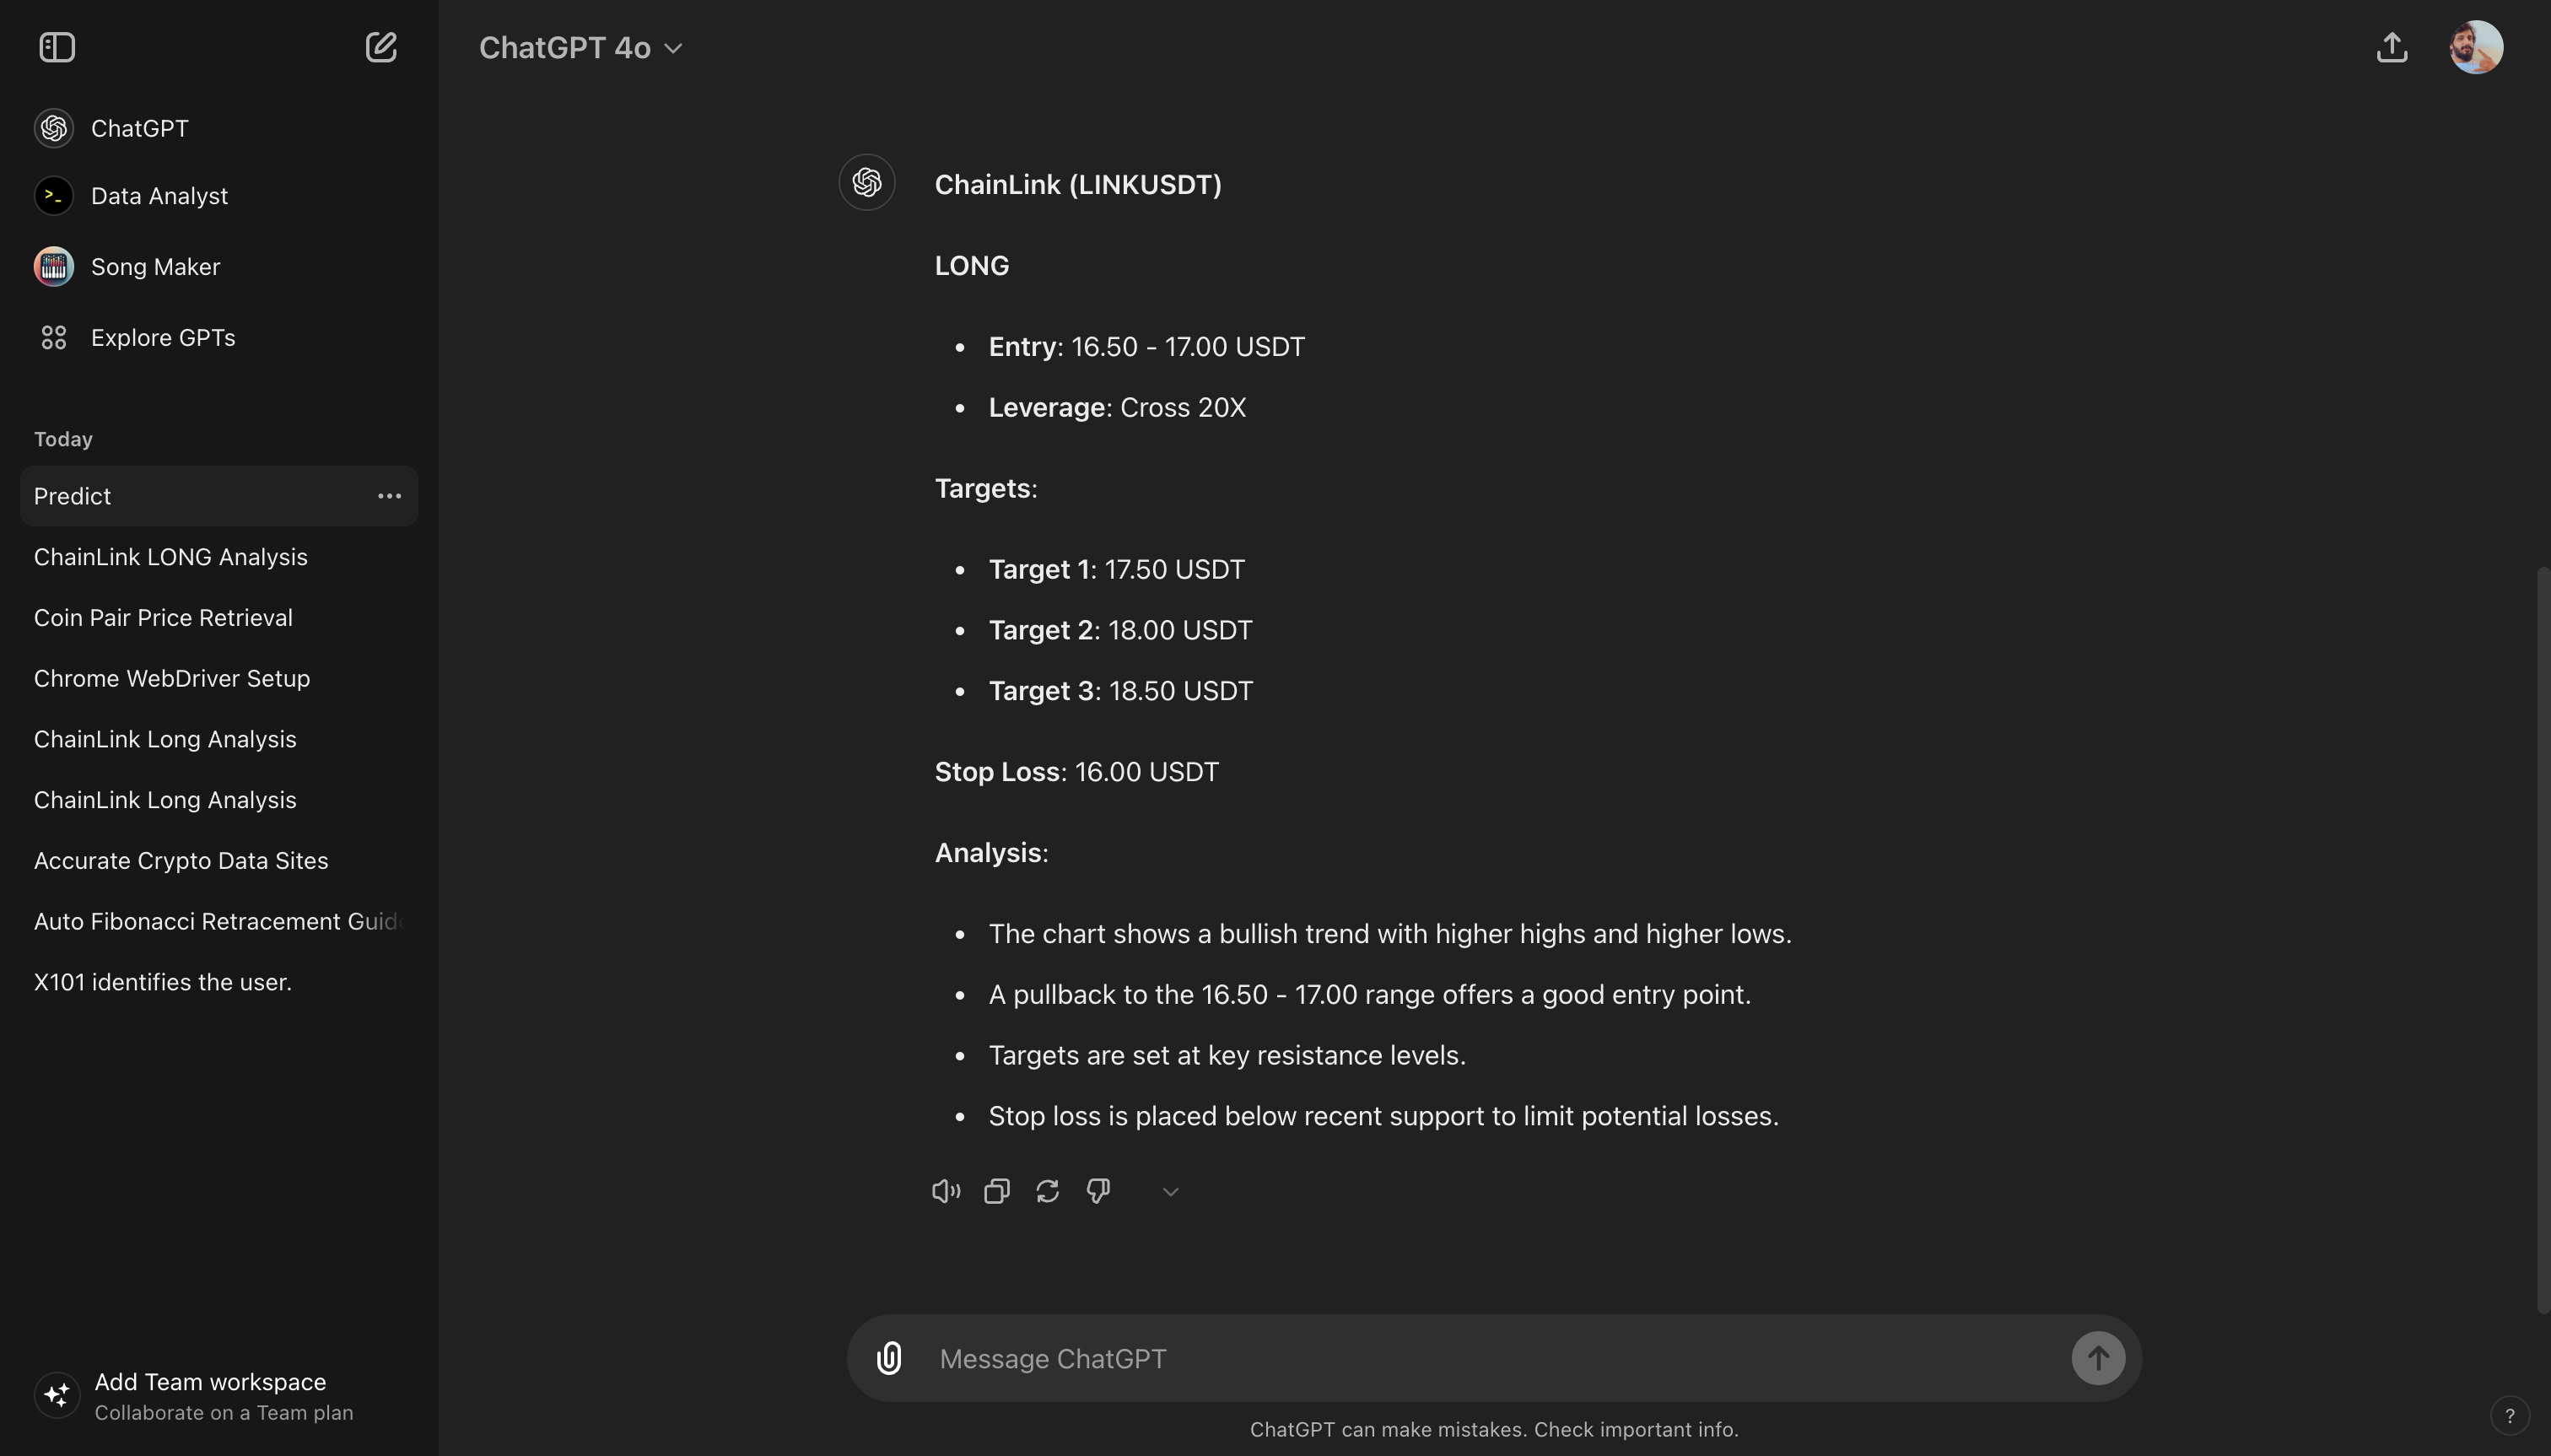 ChatGPT 4o
ChatGPT
>_
Data Analyst
Song Maker
Explore GPTs
Today
Predict
ChainLink LONG Analysis
Coin Pair Price Retrieval
Chrome WebDriver Setup
ChainLink Long Analysis
ChainLink Long Analysis
Accurate Crypto Data Sites
Auto Fibonacci Retracement Guide
X101 identifies the user.
Add Team workspace
Collaborate on a Team plan
ChainLink (LINKUSDT)
LONG
• Entry: 16.50 - 17.00 USDT
• Leverage: Cross 20X
Targets:
• Target 1: 17.50 USDT
• Target 2: 18.00 USDT
• Target 3: 18.50 USDT
Stop Loss: 16.00 USDT
Analysis:
• The chart shows a bullish trend with higher highs and higher lows.
• A pullback to the 16.50 - 17.00 range offers a good entry point.
• Targets are set at key resistance levels.
• Stop loss is placed below recent support to limit potential losses.
Message ChatGPT
ChatGPT can make mistakes. Check important info.
?